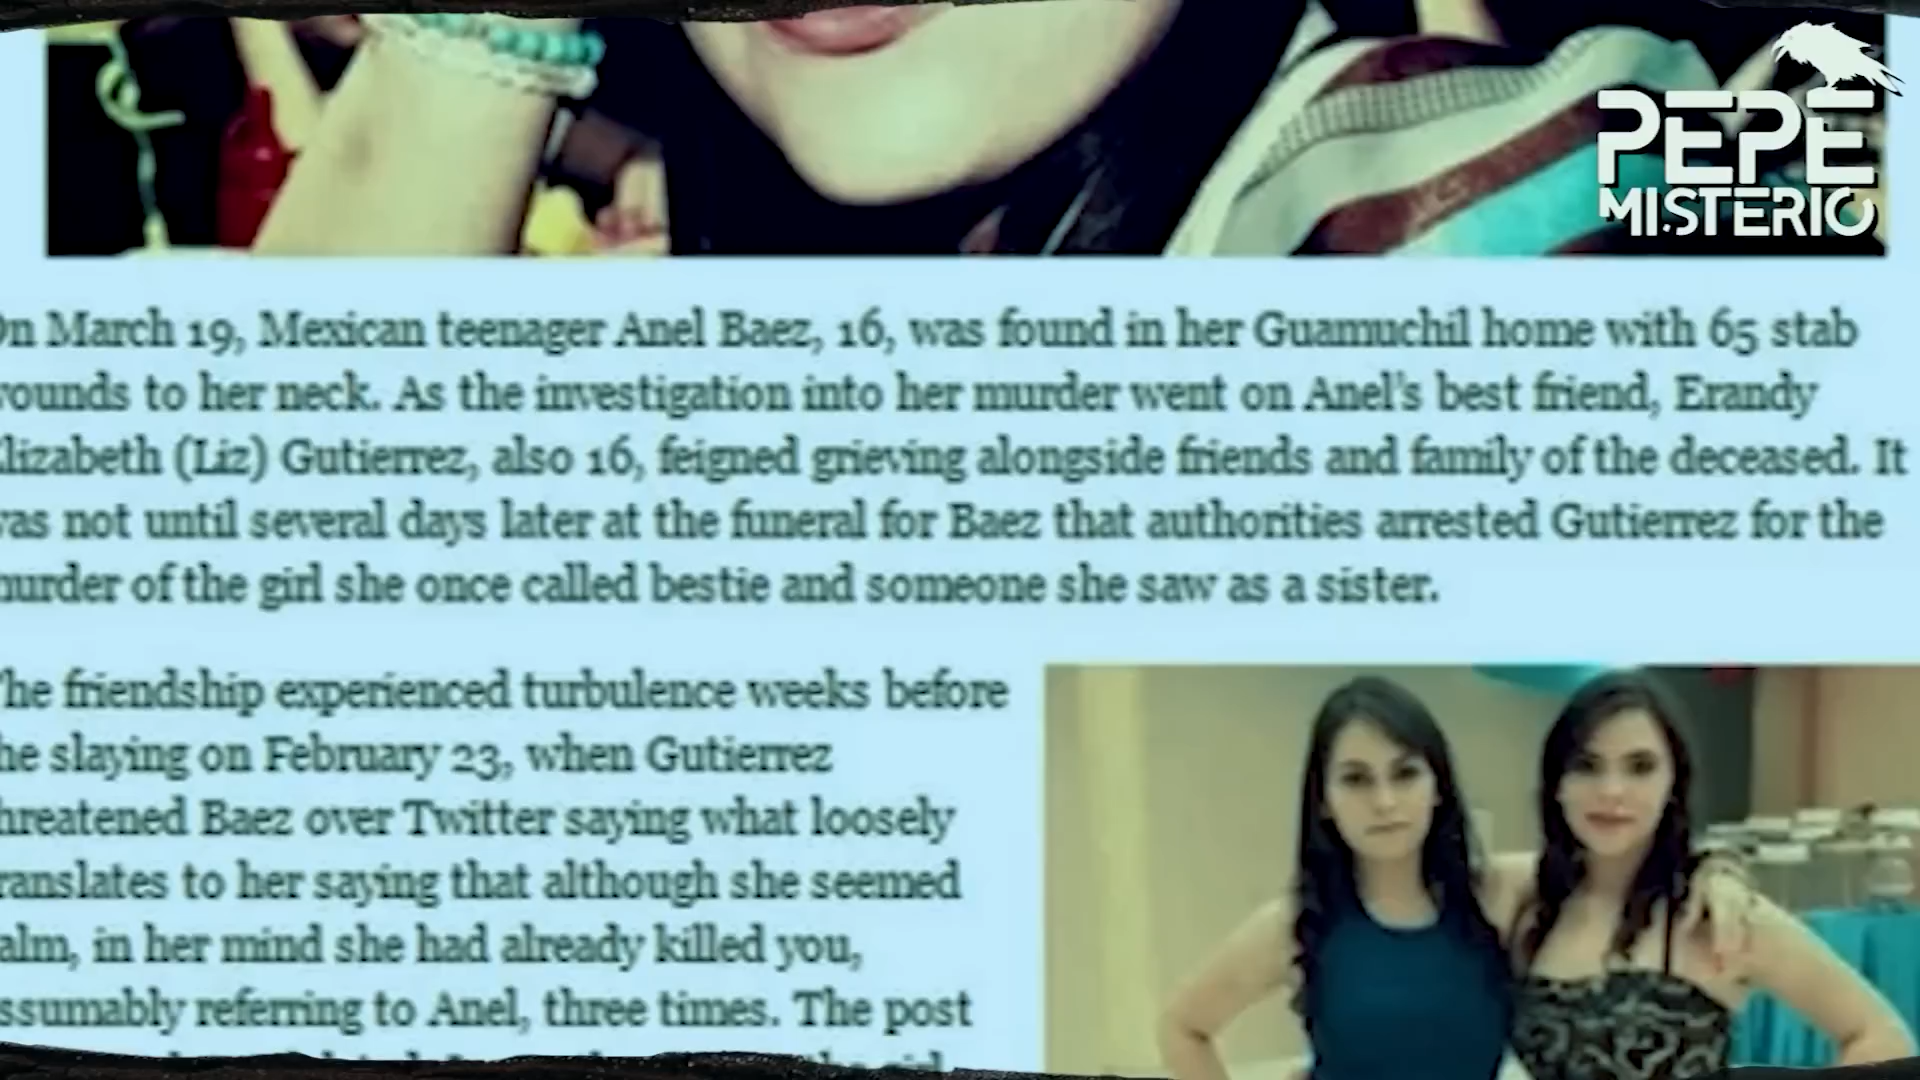 PEPE
MISTERIO
On March 19, Mexican teenager Anel Baez, 16, was found in her Guamuchil home with 65 stab
wounds to her neck. As the investigation into her murder went on Anel's best friend, Erandy
Elizabeth (Liz) Gutierrez, also 16, feigned grieving alongside friends and family of the deceased. It
was not until several days later at the funeral for Baez that authorities arrested Gutierrez for the
murder of the girl she once called bestie and someone she saw as a sister.
The friendship experienced turbulence weeks before
the slaying on February 23, when Gutierrez
threatened Baez over Twitter saying what loosely
translates to her saying that although she seemed
calm, in her mind she had already killed you,
assumably referring to Anel, three times. The post